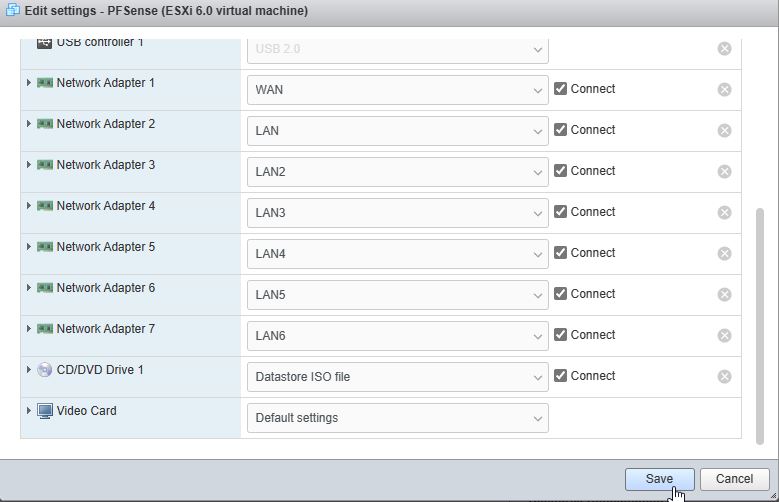 Edit settings - PFSense (ESXi 6.0 virtual machine)
USB controller 1 USB 2.0
Network Adapter 1 WAN Connect
Network Adapter 2 LAN Connect
Network Adapter 3 LAN2 Connect
Network Adapter 4 LAN3 Connect
Network Adapter 5 LAN4 Connect
Network Adapter 6 LAN5 Connect
Network Adapter 7 LAN6 Connect
CD/DVD Drive 1 Datastore ISO file Connect
Video Card Default settings
Save Cancel